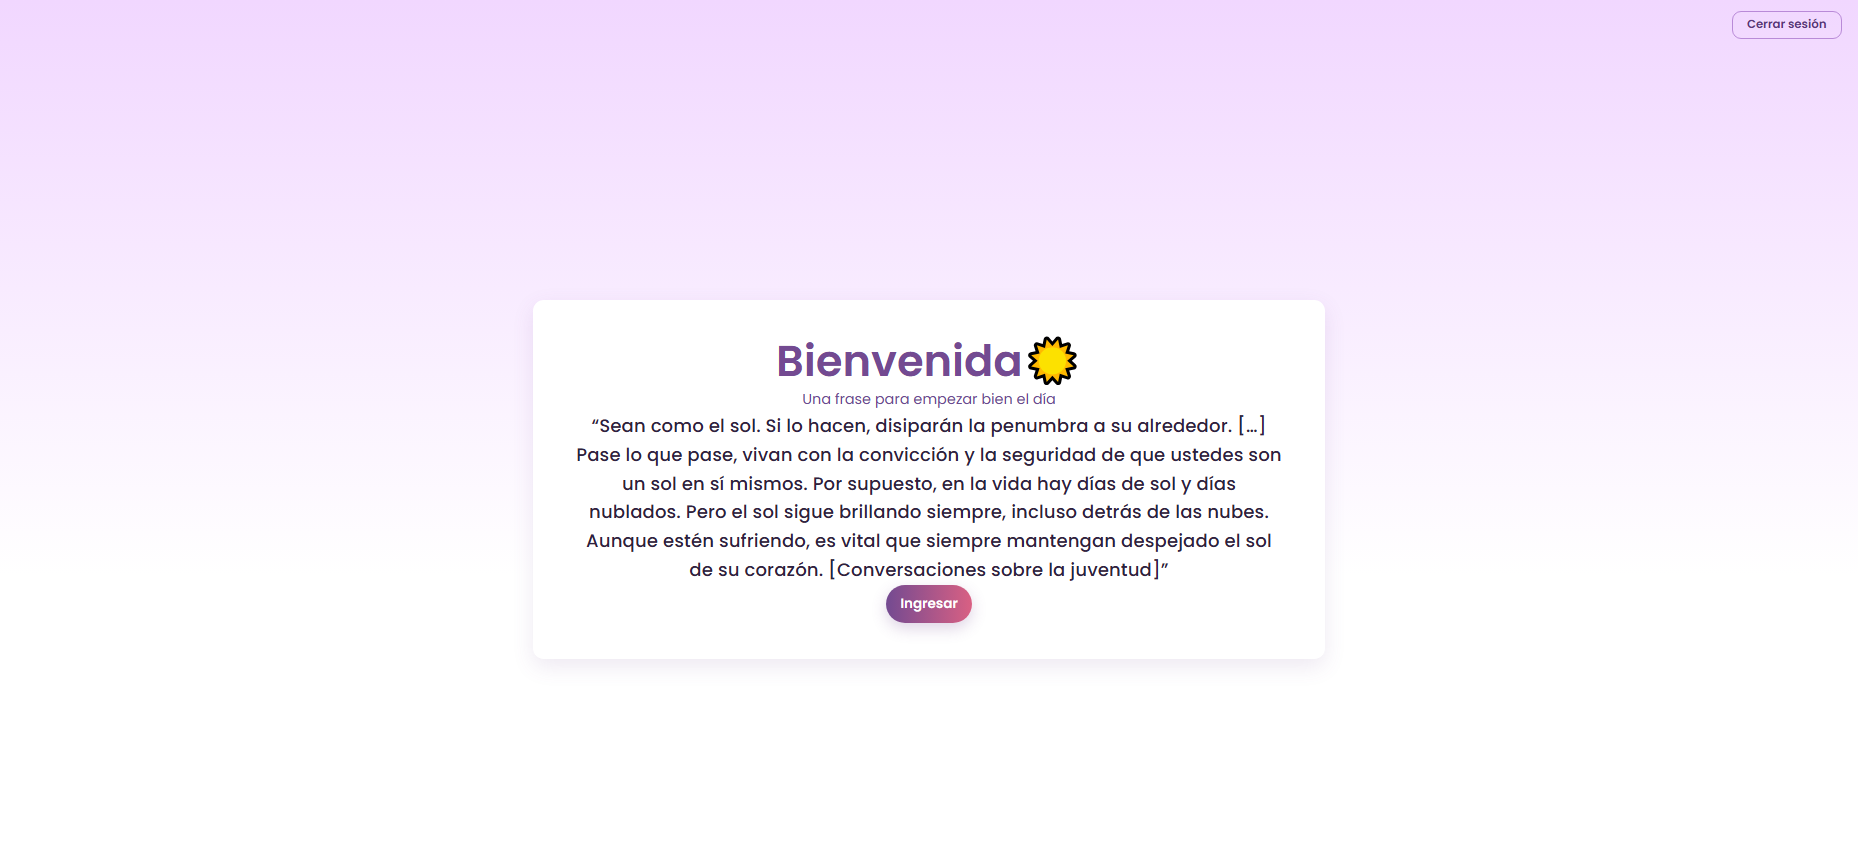 Cerrar sesión
Bienvenida
Una frase para empezar bien el día
“Sean como el sol. Si lo hacen, disiparán la penumbra a su alrededor. […]
Pase lo que pase, vivan con la convicción y la seguridad de que ustedes son
un sol en sí mismos. Por supuesto, en la vida hay días de sol y días
nublados. Pero el sol sigue brillando siempre, incluso detrás de las nubes.
Aunque estén sufriendo, es vital que siempre mantengan despejado el sol
de su corazón. [Conversaciones sobre la juventud]”
Ingresar